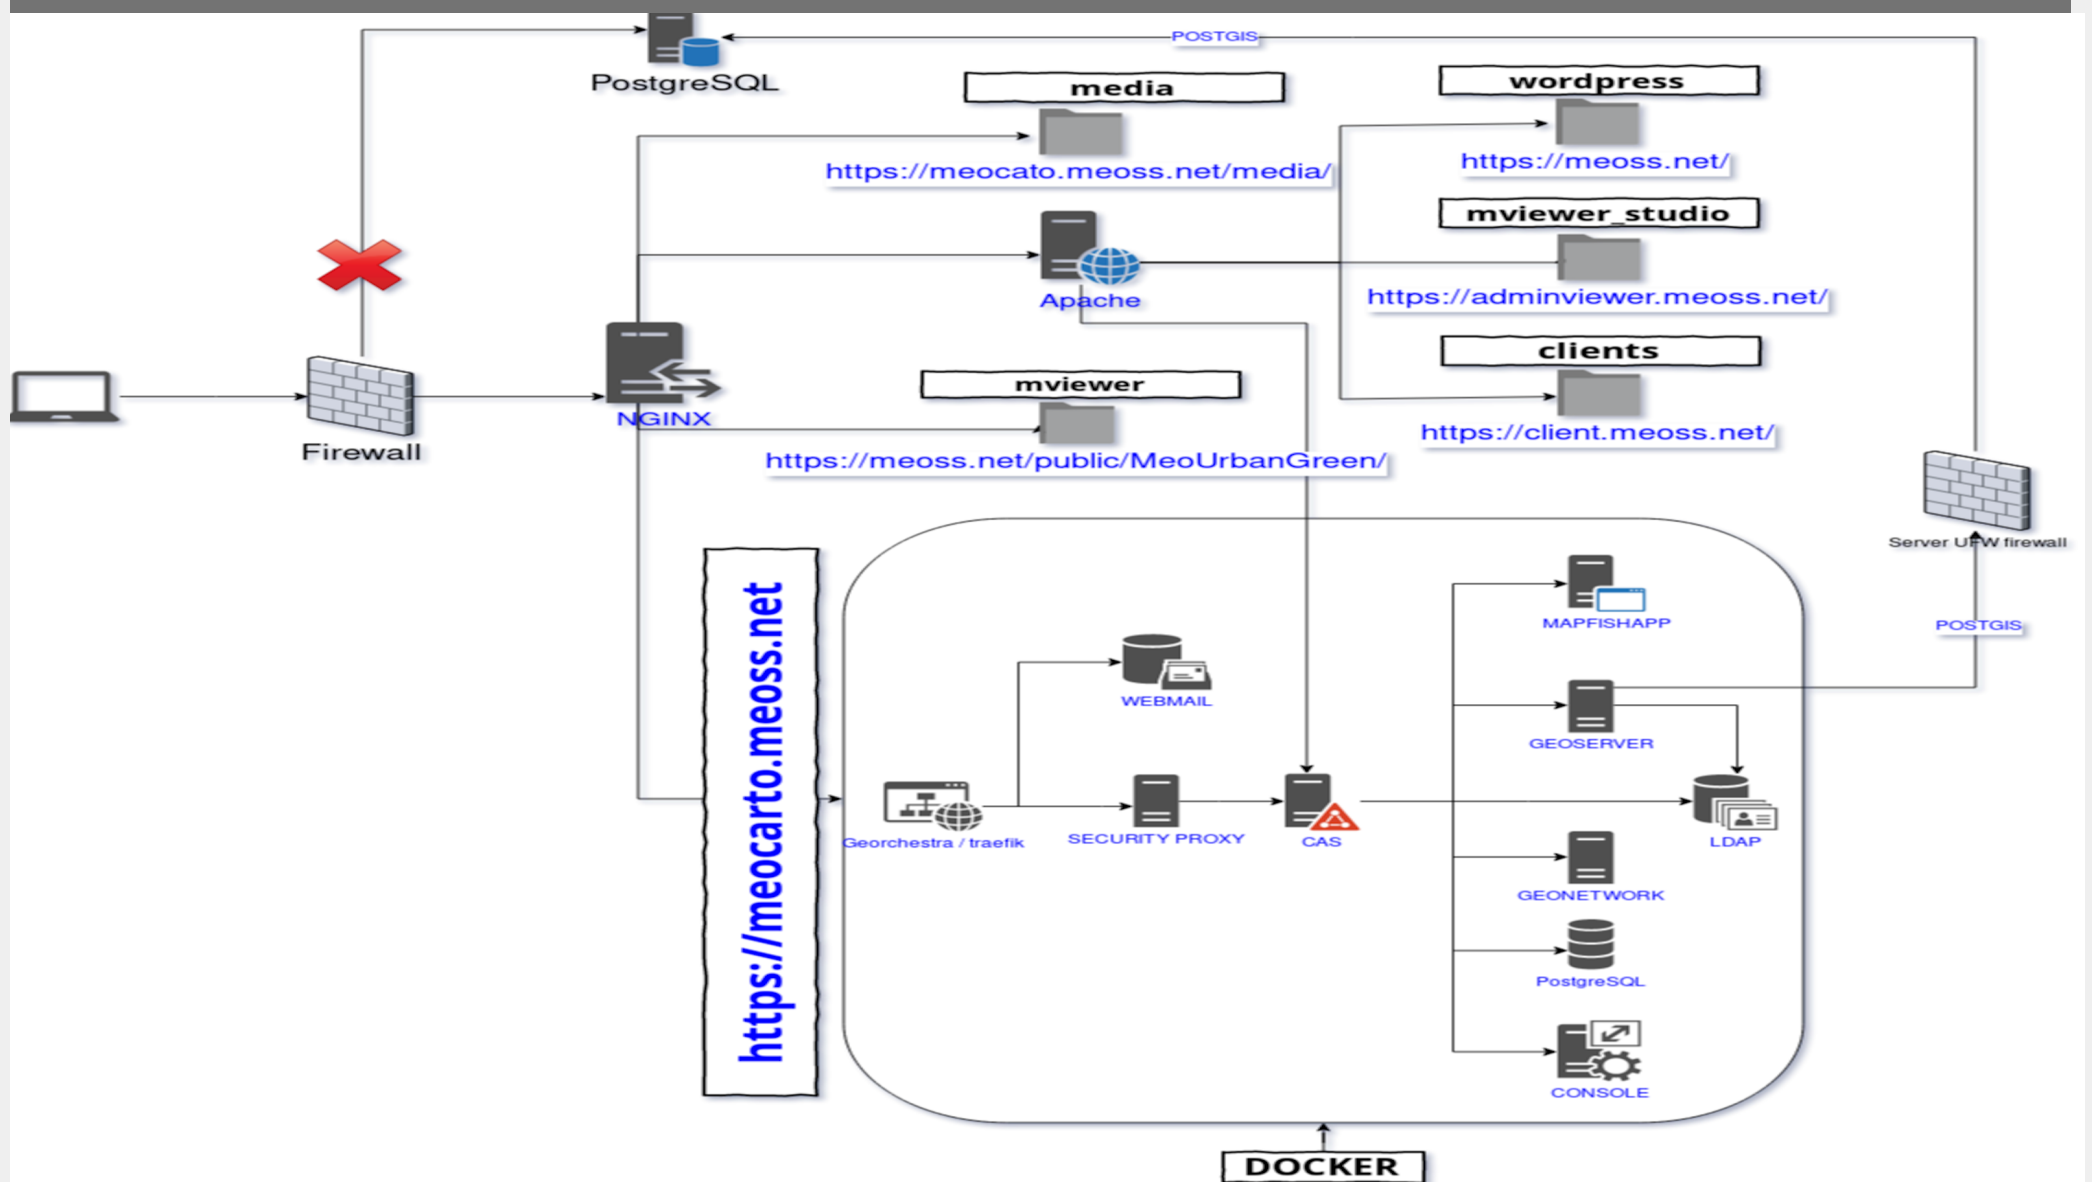 POSTGIS
PostgreSQL
media
wordpress
https://meocato.meoss.net/media/
https://meoss.net/
mviewer_studio
Apache
https://adminviewer.meoss.net/
clients
mviewer
NGINX
https://client.meoss.net/
Firewall
https://meoss.net/public/MeoUrbanGreen/
Server UFW firewall
https://meocarto.meoss.net
MAPFISHAPP
POSTGIS
WEBMAIL
GEOSERVER
Georchestra / traefik
SECURITY PROXY
CAS
LDAP
GEONETWORK
PostgreSQL
CONSOLE
DOCKER